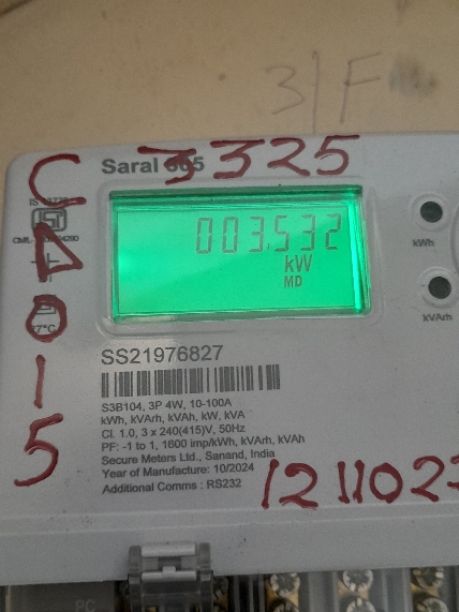 3/F
Saral 305
3325
C
D
0
1
5
003.532
kW
MD
kWh
kVArh
SS21976827
S3B104, 3P 4W, 10-100A
kWh, kVArh, kVAh, kW, kVA
Cl. 1.0, 3 x 240(415)V, 50Hz
PF: -1 to 1, 1600 imp/kWh, kVArh, kVAh
Secure Meters Ltd., Sanand, India
Year of Manufacture: 10/2024
Additional Comms : RS232
1211022